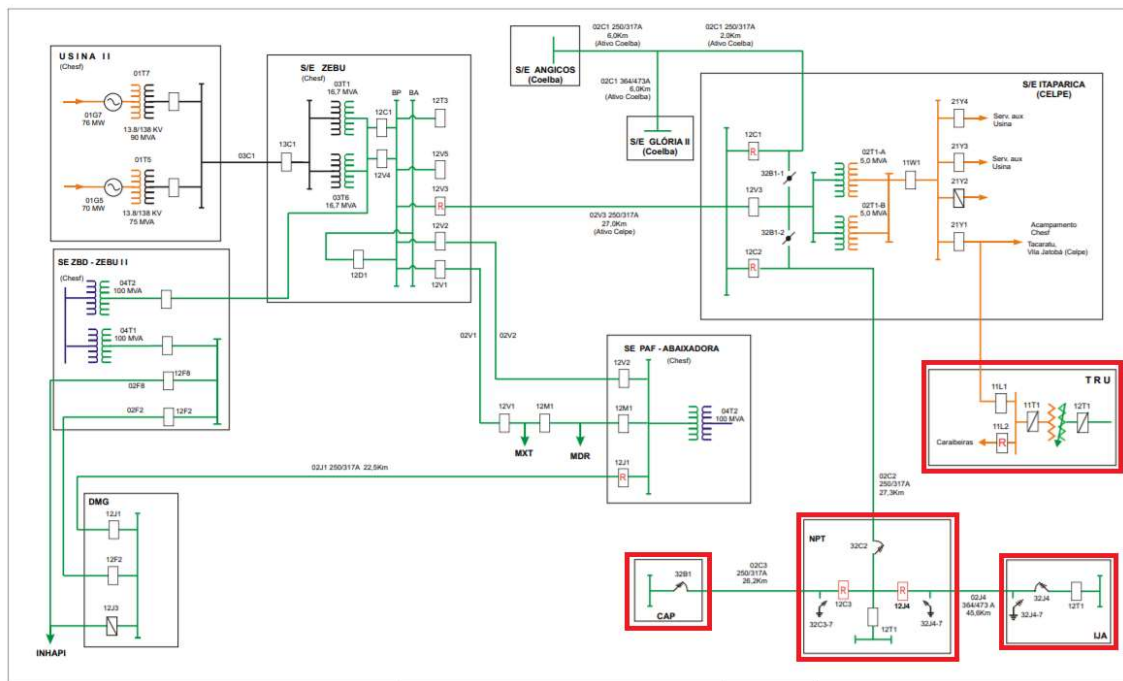 USINA II
(Chesf)
01T7
01G7
76 MW
13.8/138 KV
90 MVA
01T5
01G5
70 MW
13.8/138 KV
75 MVA
03C1
S/E ZEBU
(Chesf)
03T1
16,7 MVA
13C1
03T6
16,7 MVA
BP
BA
12C1
12V4
12T3
12V5
12V3
R
12V2
12V1
12D1
02C1 250/317A
6,0Km
(Ativo Coelba)
02C1 250/317A
2,0Km
(Ativo Coelba)
S/E ANGICOS
(Coelba)
02C1 364/473A
6,0Km
(Ativo Coelba)
S/E GLÓRIA II
(Coelba)
02V3 250/317A
27,0Km
(Ativo Celpe)
S/E ITAPARICA
(CELPE)
12C1
R
32B1-1
12V3
32B1-2
12C2
R
02T1-A
5,0 MVA
02T1-B
5,0 MVA
11W1
21Y4
Serv. aux
Usina
21Y3
Serv. aux
Usina
21Y2
21Y1
Acampamento
Chesf
Tacaratu,
Vila Jatobá (Celpe)
SE ZBD - ZEBU II
(Chesf)
04T2
100 MVA
04T1
100 MVA
12F8
02F8
02F2
12F2
02V1
02V2
SE PAF - ABAIXADORA
(Chesf)
12V2
12V1
12M1
12M1
04T2
100 MVA
MXT
MDR
12J1
R
02J1 250/317A 22,5Km
TRU
11L1
11T1
12T1
11L2
R
Caraibeiras
DMG
12J1
12F2
12J3
INHAPI
02C2
250/317A
27,3Km
NPT
32C2
R
12C3
R
12J4
32C3-7
32J4-7
12T1
32B1
CAP
02C3
250/317A
26,2Km
02J4
364/473 A
45,6Km
32J4
32J4-7
12T1
IJA